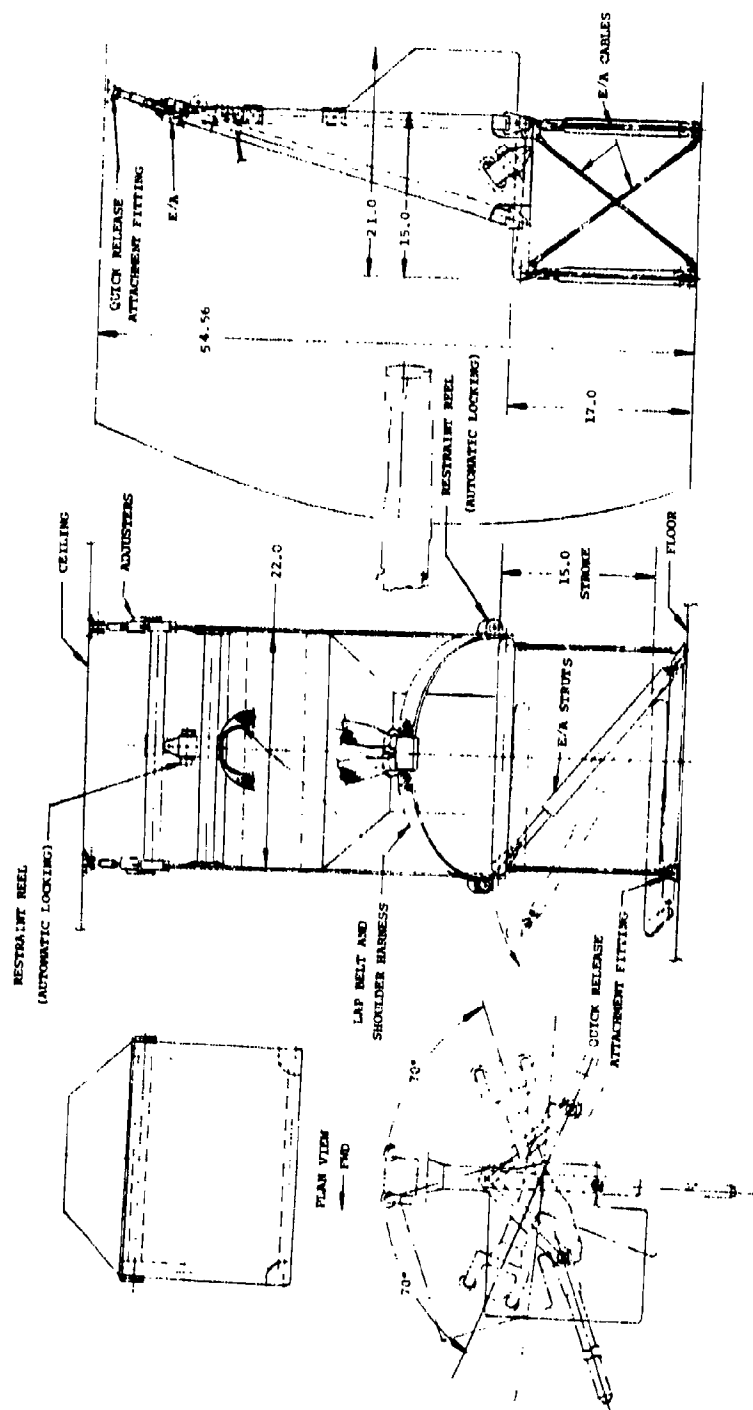 QUICK RELEASE
ATTACHMENT FITTING
E/A
21.0
15.0
54.56
17.0
E/A CABLES
CEILING
ADJUSTERS
22.0
RESTRAINT REEL
(AUTOMATIC LOCKING)
15.0
STROKE
FLOOR
E/A STRUTS
RESTRAINT REEL
(AUTOMATIC LOCKING)
LAP BELT AND
SHOULDER HARNESS
QUICK RELEASE
ATTACHMENT FITTING
PLAN VIEW
FWD
70°
70°